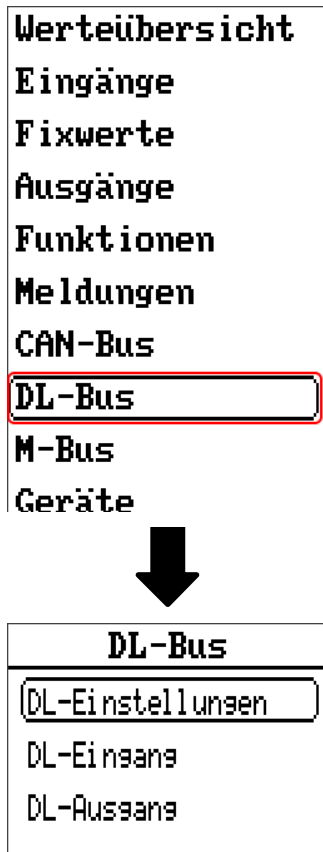 Werteübersicht
Eingänge
Fixwerte
Ausgänge
Funktionen
Meldungen
CAN-Bus
DL-Bus
M-Bus
Geräte
DL-Bus
DL-Einstellungen
DL-Eingang
DL-Ausgang